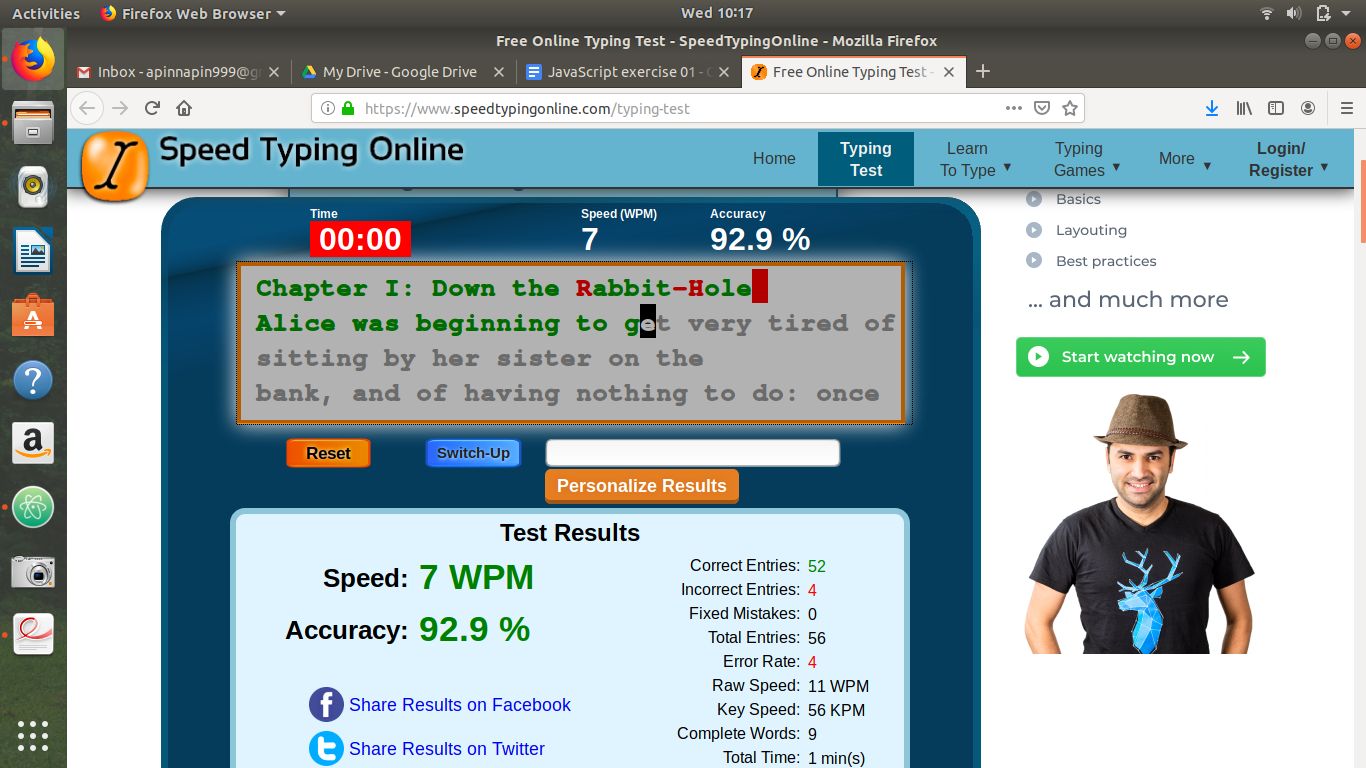 Activities Firefox Web Browser Wed 10:17
Free Online Typing Test - SpeedTypingOnline - Mozilla Firefox
Inbox - apinnapin999@g My Drive - Google Drive JavaScript exercise 01 - Free Online Typing Test -
https://www.speedtypingonline.com/typing-test
Speed Typing Online
Home Typing Test Learn To Type Typing Games More Login/ Register
Time Speed (WPM) Accuracy
00:00 7 92.9 %
Chapter I: Down the Rabbit-Hole
Alice was beginning to get very tired of
sitting by her sister on the
bank, and of having nothing to do: once
Reset Switch-Up
Personalize Results
Test Results
Speed: 7 WPM
Accuracy: 92.9 %
Share Results on Facebook
Share Results on Twitter
Correct Entries: 52
Incorrect Entries: 4
Fixed Mistakes: 0
Total Entries: 56
Error Rate: 4
Raw Speed: 11 WPM
Key Speed: 56 KPM
Complete Words: 9
Total Time: 1 min(s)
Basics
Layouting
Best practices
... and much more
Start watching now